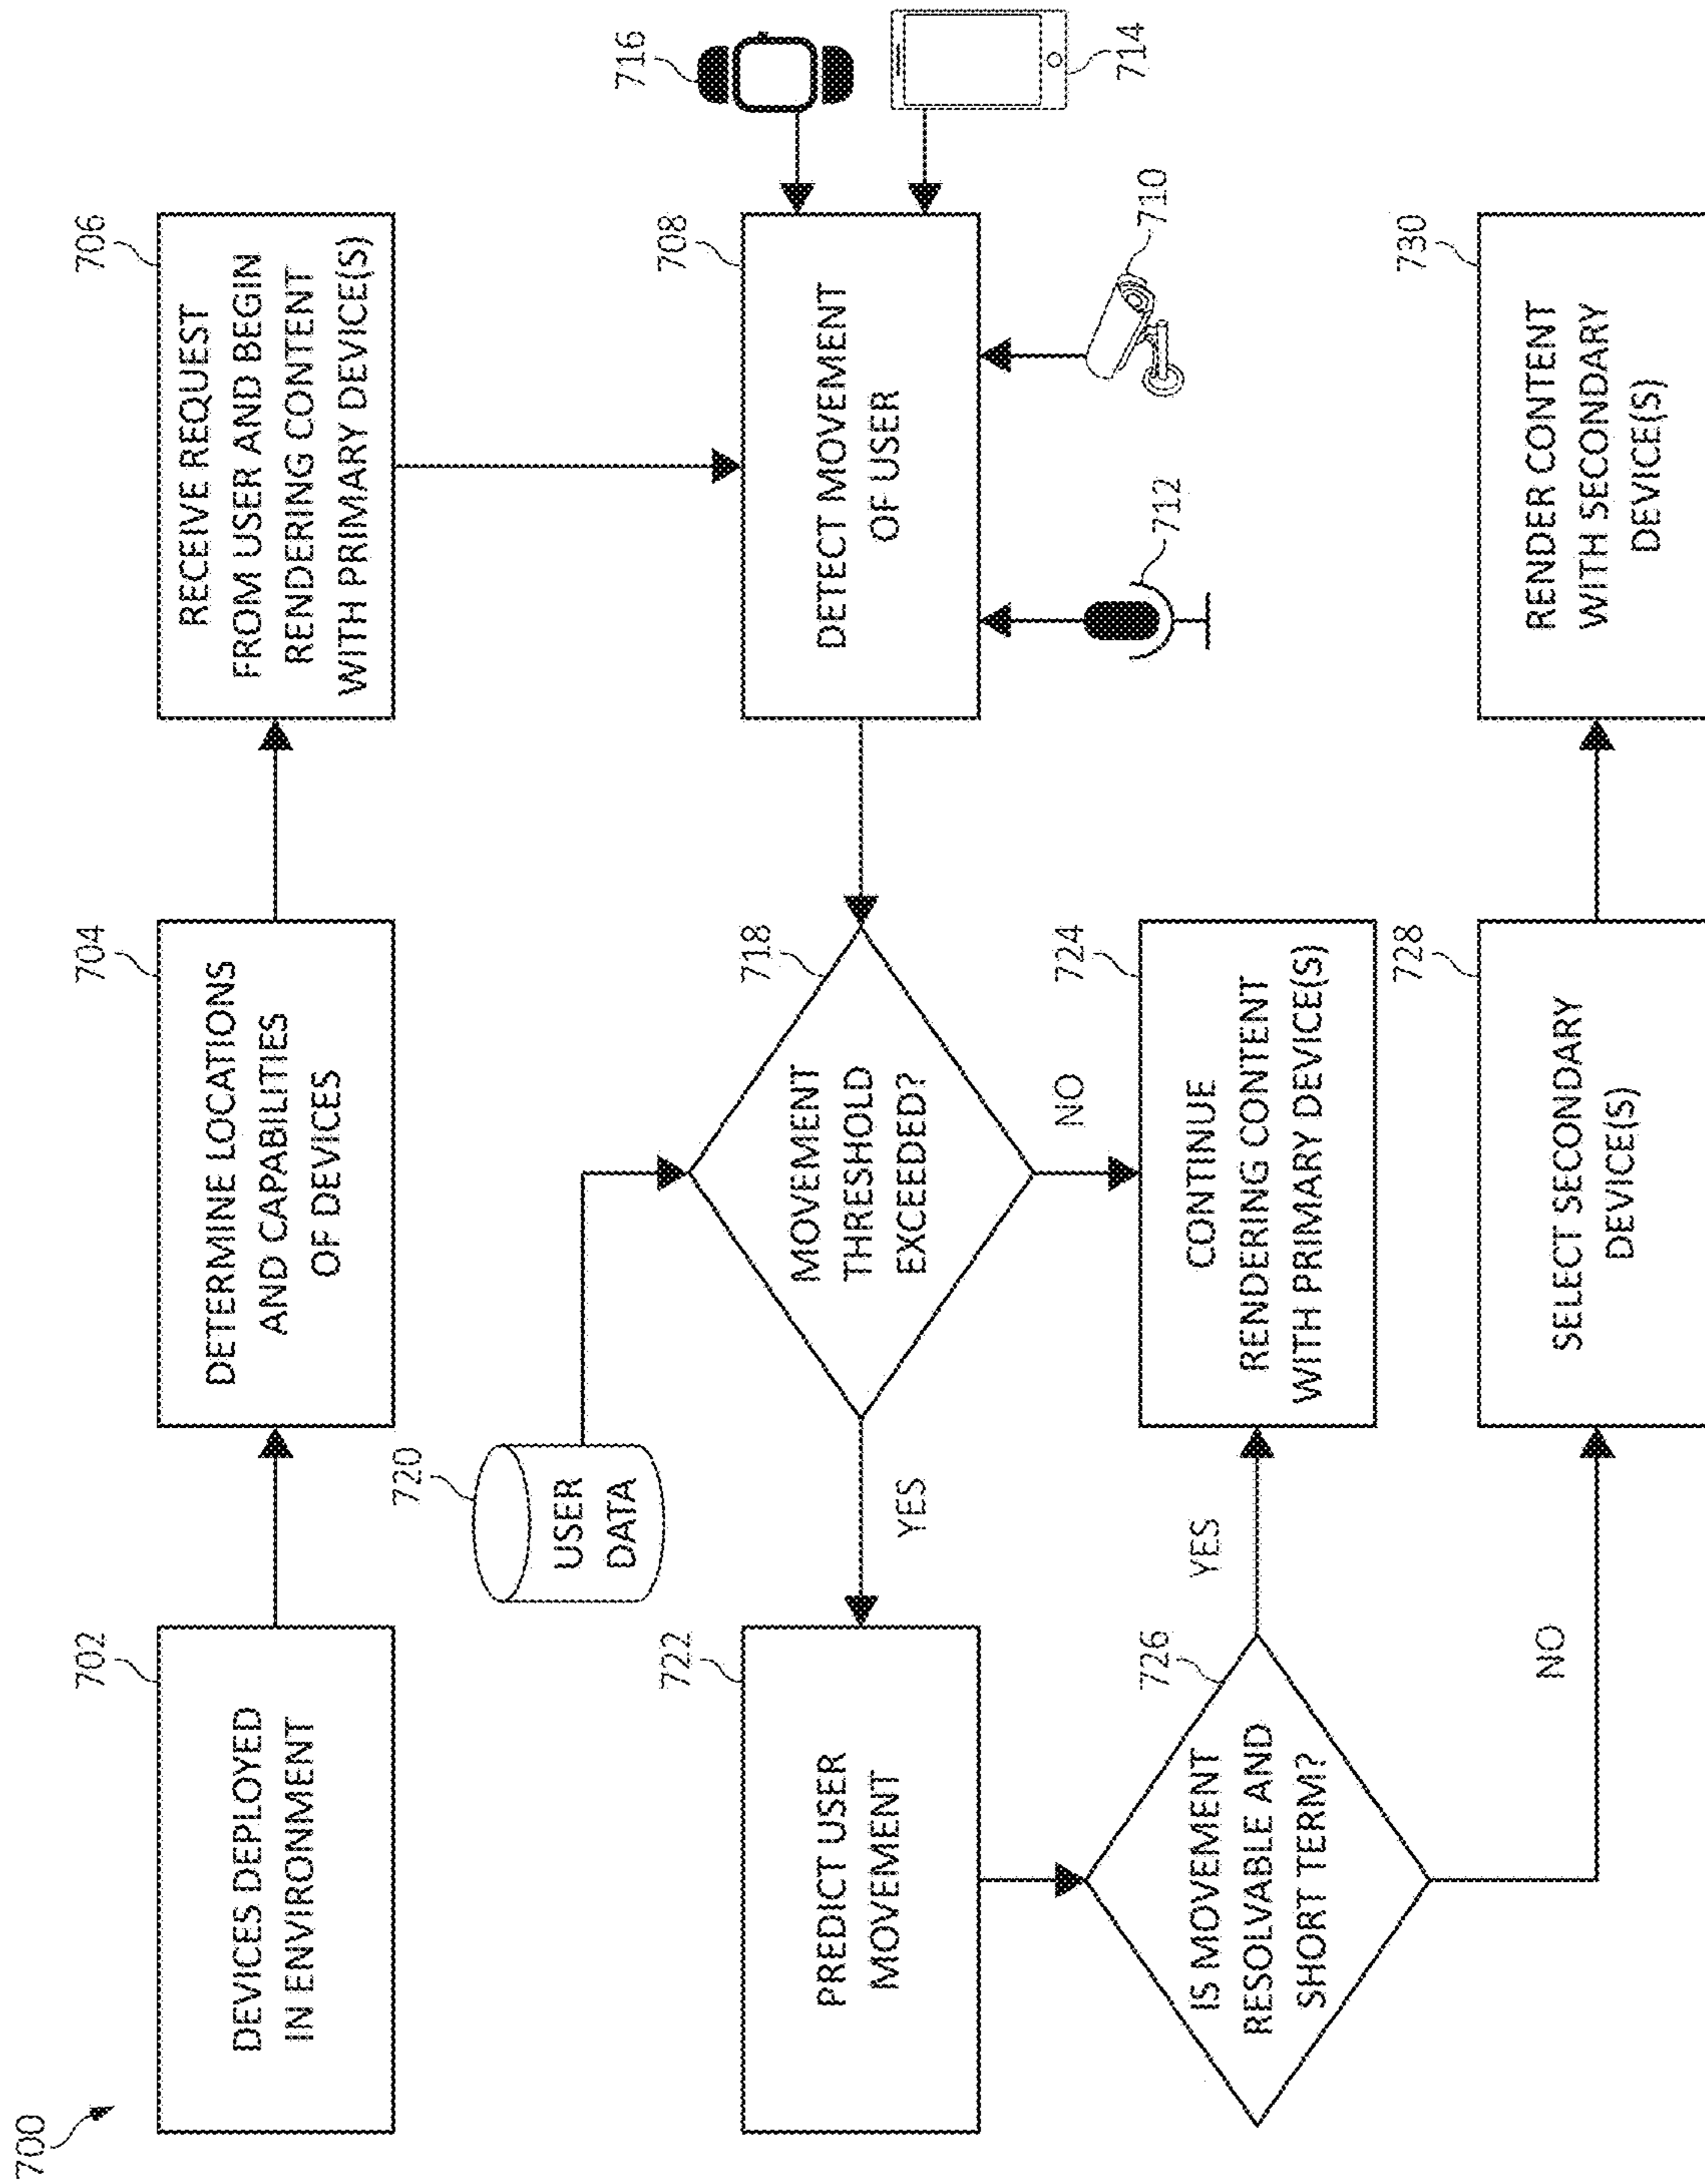 700
702
DEVICES DEPLOYED
IN ENVIRONMENT
704
DETERMINE LOCATIONS
AND CAPABILITIES
OF DEVICES
706
RECEIVE REQUEST
FROM USER AND BEGIN
RENDERING CONTENT
WITH PRIMARY DEVICE(S)
708
DETECT MOVEMENT
OF USER
716
714
710
712
718
MOVEMENT
THRESHOLD
EXCEEDED?
720
USER
DATA
YES
NO
722
PREDICT USER
MOVEMENT
724
CONTINUE
RENDERING CONTENT
WITH PRIMARY DEVICE(S)
726
IS MOVEMENT
RESOLVABLE AND
SHORT TERM?
YES
NO
728
SELECT SECONDARY
DEVICE(S)
730
RENDER CONTENT
WITH SECONDARY
DEVICE(S)